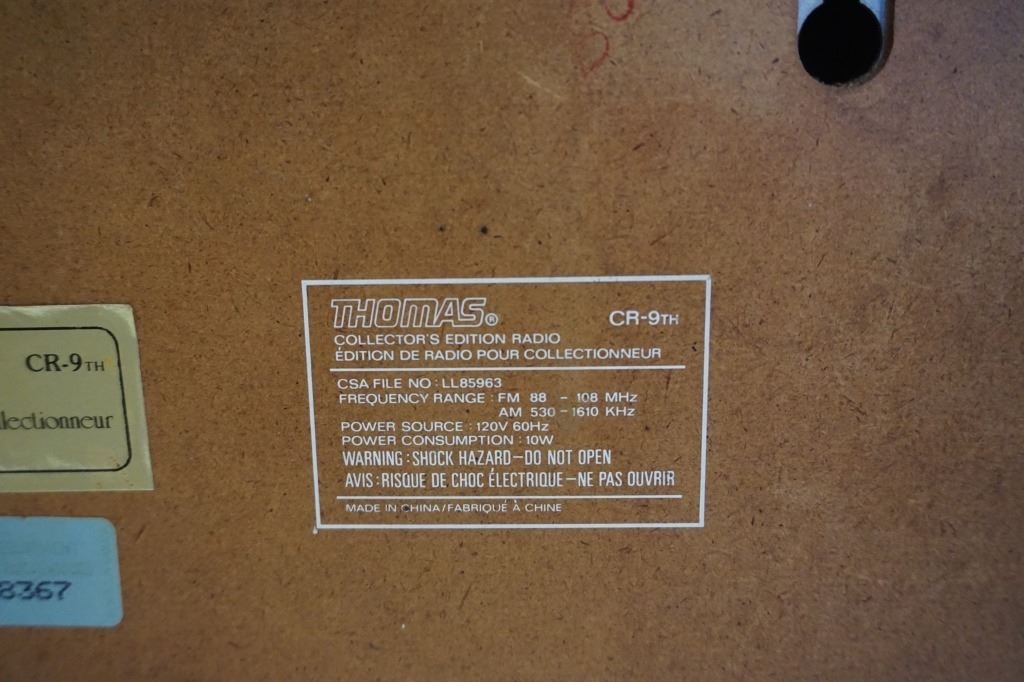 THOMAS®
CR-9TH
COLLECTOR'S EDITION RADIO
ÉDITION DE RADIO POUR COLLECTIONNEUR
CSA FILE NO : LL85963
FREQUENCY RANGE : FM 88 - 108 MHz
AM 530 - 1610 KHz
POWER SOURCE : 120V 60Hz
POWER CONSUMPTION : 10W
WARNING : SHOCK HAZARD – DO NOT OPEN
AVIS : RISQUE DE CHOC ÉLECTRIQUE – NE PAS OUVRIR
MADE IN CHINA/FABRIQUÉ À CHINE
CR-9TH
llectionneur
8367